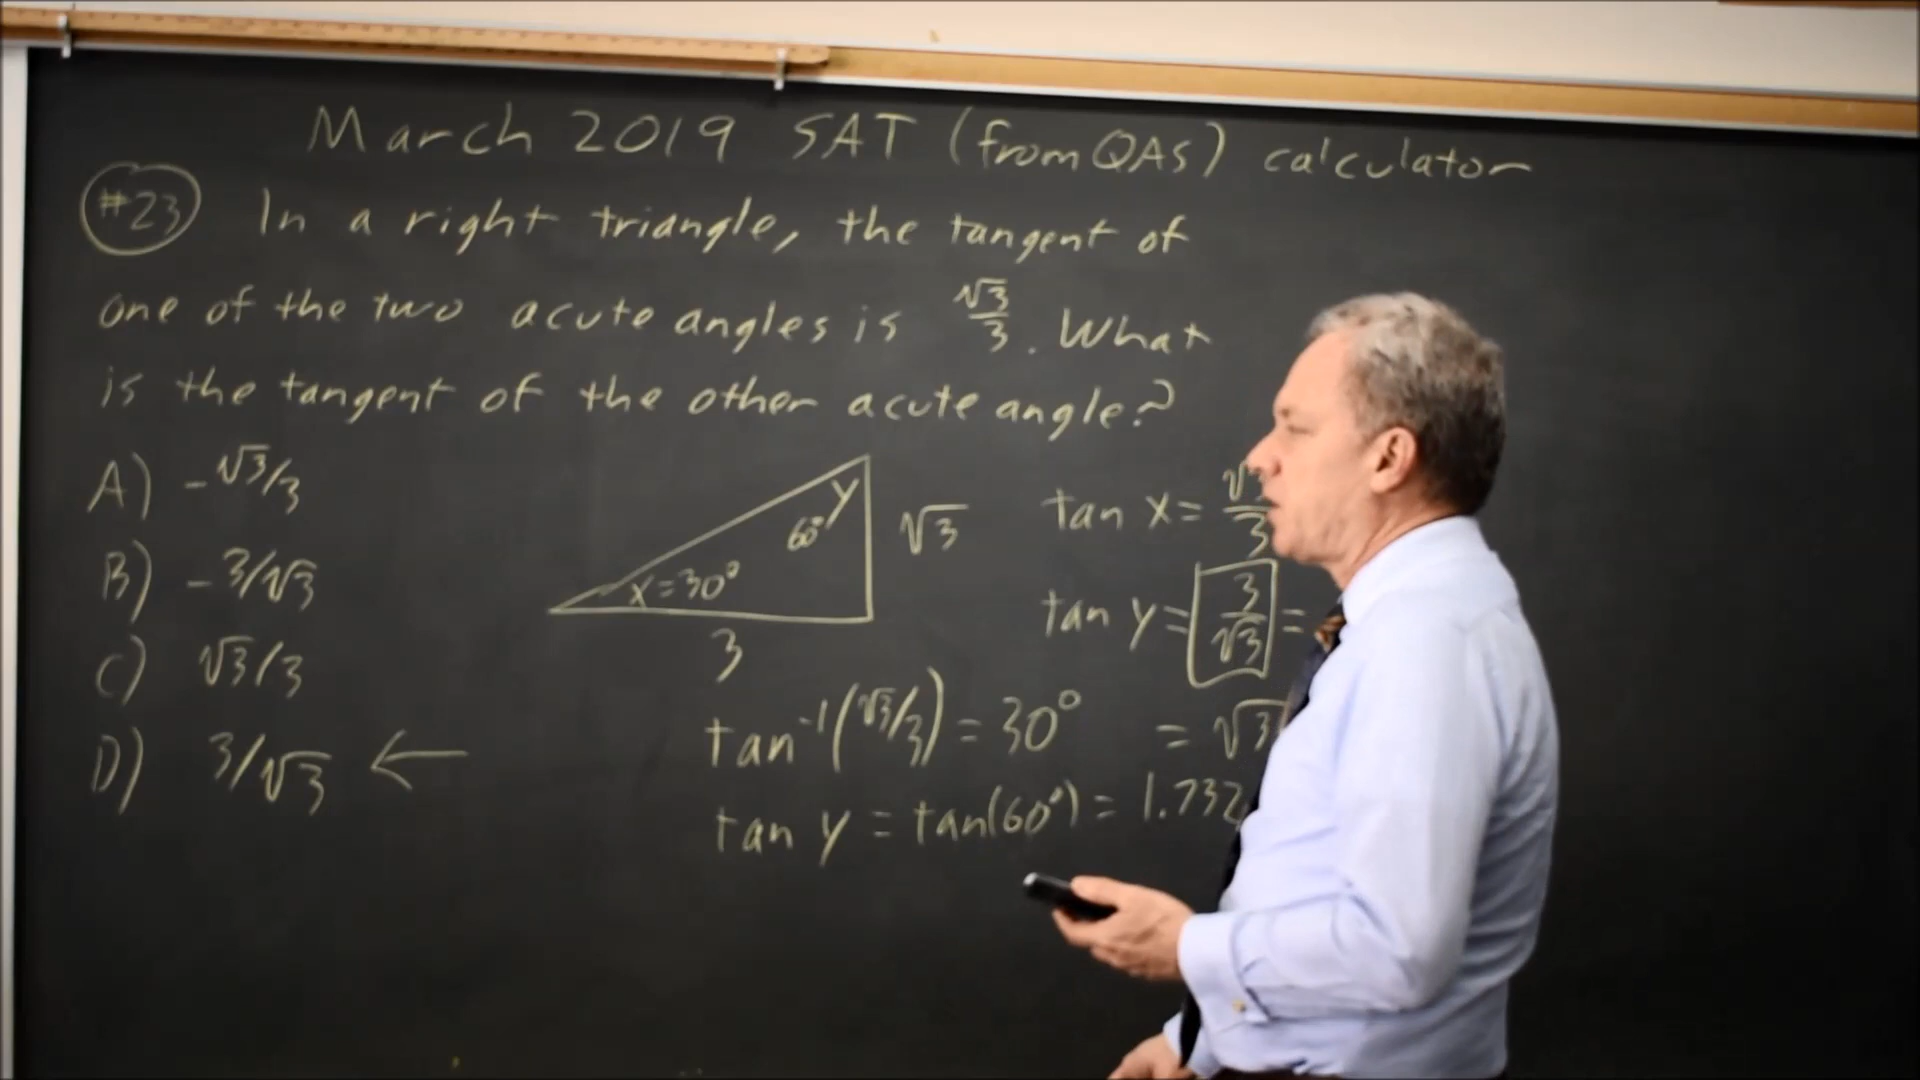 March 2019 SAT (from QAS) calculator
#23 In a right triangle, the tangent of
one of the two acute angles is √3/3. What
is the tangent of the other acute angle?
A) -√3/3
B) -3/√3
C) √3/3
D) 3/√3 ←
y
60°
x=30°
√3
3
tan x = √3/3
tan y = 3/√3 =
= √3
tan⁻¹(√3/3) = 30°
tan y = tan(60°) = 1.732